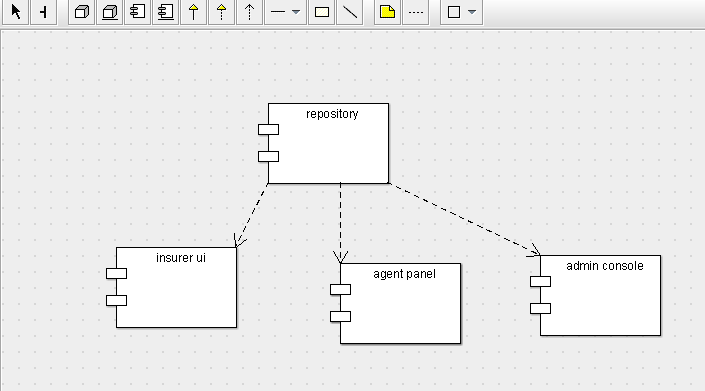 repository
insurer ui
agent panel
admin console